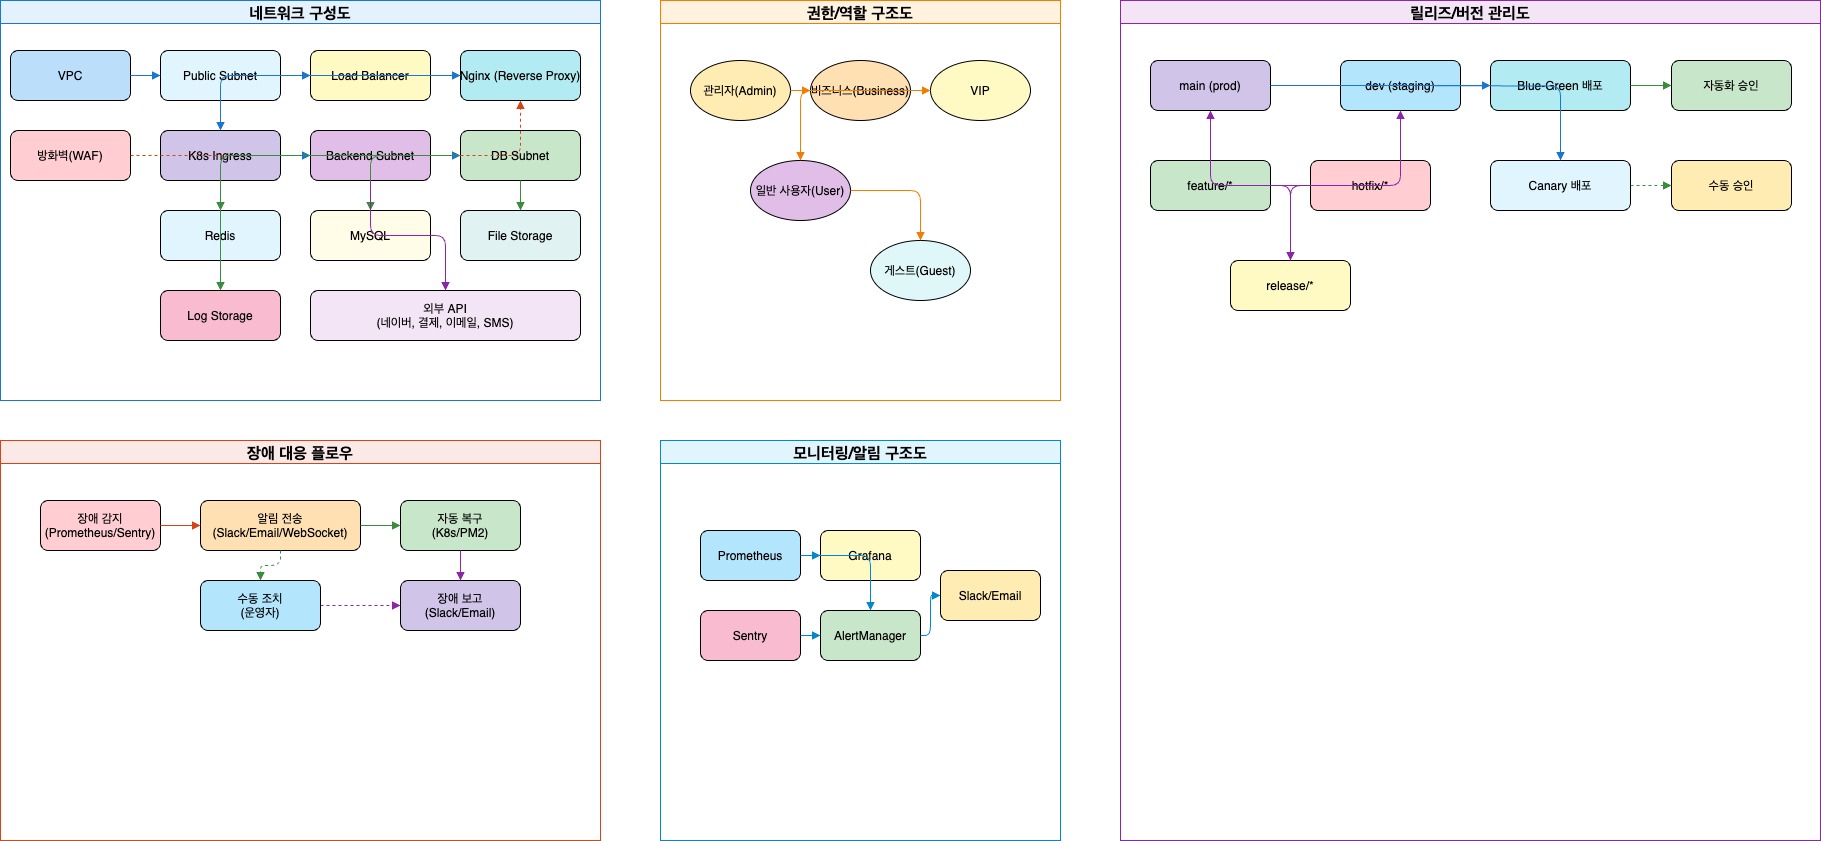 네트워크 구성도
VPC
Public Subnet
Load Balancer
Nginx (Reverse Proxy)
방화벽(WAF)
K8s Ingress
Backend Subnet
DB Subnet
Redis
MySQL
File Storage
Log Storage
외부 API
(네이버, 결제, 이메일, SMS)
권한/역할 구조도
관리자(Admin)
비즈니스(Business)
VIP
일반 사용자(User)
게스트(Guest)
릴리즈/버전 관리도
main (prod)
dev (staging)
Blue-Green 배포
자동화 승인
feature/*
hotfix/*
Canary 배포
수동 승인
release/*
장애 대응 플로우
장애 감지
(Prometheus/Sentry)
알림 전송
(Slack/Email/WebSocket)
자동 복구
(K8s/PM2)
수동 조치
(운영자)
장애 보고
(Slack/Email)
모니터링/알림 구조도
Prometheus
Grafana
Slack/Email
Sentry
AlertManager